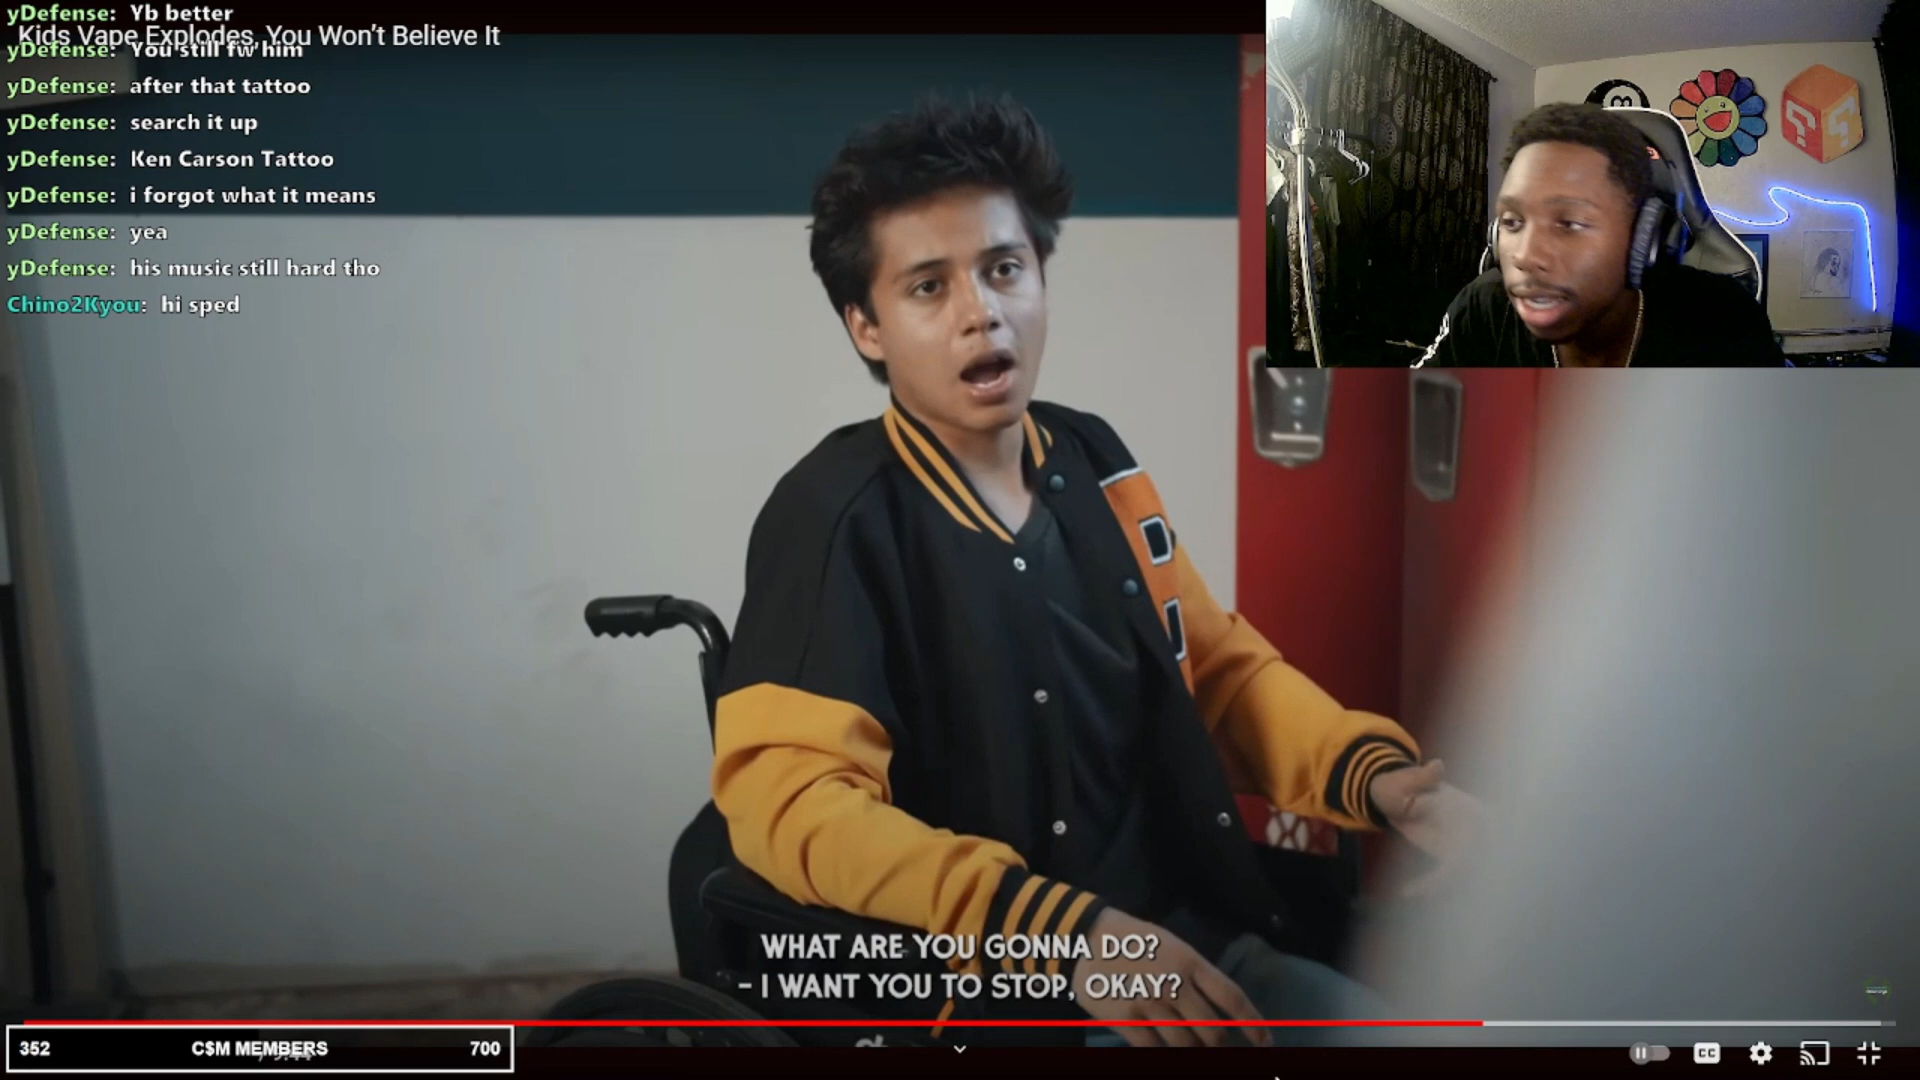 yDefense: Yb better
Kids Vape Explodes, You Won't Believe It
yDefense: You still fw him
yDefense: after that tattoo
yDefense: search it up
yDefense: Ken Carson Tattoo
yDefense: i forgot what it means
yDefense: yea
yDefense: his music still hard tho
Chino2Kyou: hi sped
D
WHAT ARE YOU GONNA DO?
- I WANT YOU TO STOP, OKAY?
352 C$M MEMBERS 700
CC